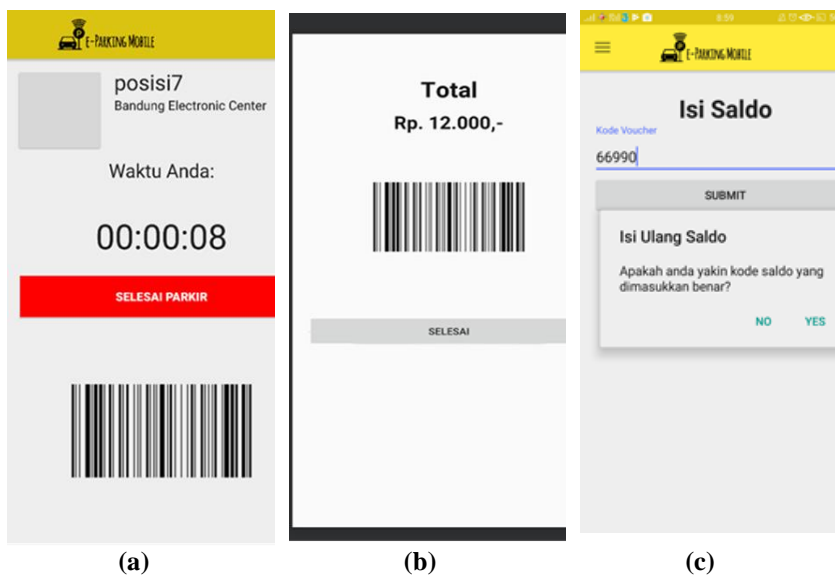 E-PARKING MOBILE
posisi7
Bandung Electronic Center
Waktu Anda:
00:00:08
SELESAI PARKIR
(a)
Total
Rp. 12.000,-
SELESAI
(b)
8:59
E-PARKING MOBILE
Isi Saldo
Kode Voucher
66990
SUBMIT
Isi Ulang Saldo
Apakah anda yakin kode saldo yang
dimasukkan benar?
NO YES
(c)